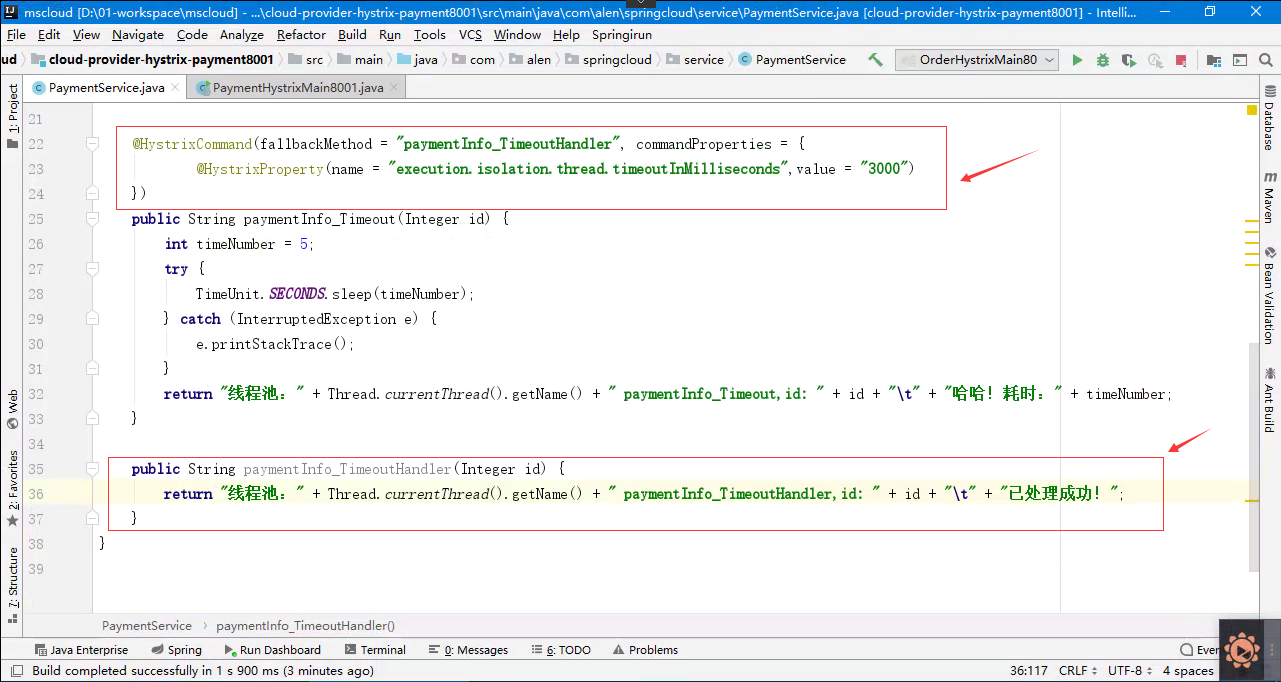 mscloud [D:\01-workspace\mscloud] - ...\cloud-provider-hystrix-payment8001\src\main\java\com\alen\springcloud\service\PaymentService.java [cloud-provider-hystrix-payment8001] - Intelli...
File Edit View Navigate Code Analyze Refactor Build Run Tools VCS Window Help Springirun
ud cloud-provider-hystrix-payment8001 src main java com alen springcloud service PaymentService OrderHystrixMain80
PaymentService.java PaymentHystrixMain8001.java
1: Project
Web
2: Favorites
7: Structure
21
22 @HystrixCommand(fallbackMethod = "paymentInfo_TimeoutHandler", commandProperties = {
23 @HystrixProperty(name = "execution.isolation.thread.timeoutInMilliseconds",value = "3000")
24 })
25 public String paymentInfo_Timeout(Integer id) {
26 int timeNumber = 5;
27 try {
28 TimeUnit.SECONDS.sleep(timeNumber);
29 } catch (InterruptedException e) {
30 e.printStackTrace();
31 }
32 return "线程池：" + Thread.currentThread().getName() + " paymentInfo_Timeout,id: " + id + "\t" + "哈哈！耗时：" + timeNumber;
33 }
34
35 public String paymentInfo_TimeoutHandler(Integer id) {
36 return "线程池：" + Thread.currentThread().getName() + " paymentInfo_TimeoutHandler,id: " + id + "\t" + "已处理成功！";
37 }
38 }
39
Database
Maven
Bean Validation
Ant Build
PaymentService › paymentInfo_TimeoutHandler()
Java Enterprise Spring Run Dashboard Terminal 0: Messages 6: TODO Problems Ever
Build completed successfully in 1 s 900 ms (3 minutes ago) 36:117 CRLF UTF-8 4 spaces